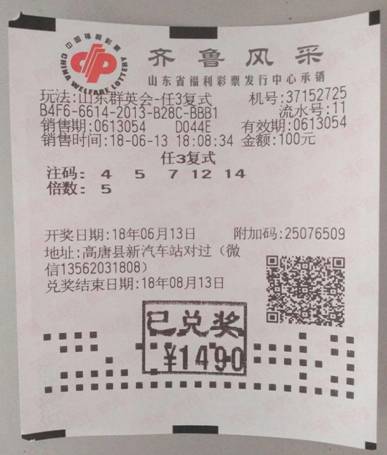 中国福利彩票
CHINA WELFARE LOTTERY
齐鲁风采
山东省福利彩票发行中心承销
玩法:山东群英会-任3复式 机号:37152725
B4F6-6614-2013-B28C-BBB1 流水号:11
销售期:0613054 D044E 有效期:0613054
销售时间:18-06-13 18:08:34 金额:100元
任3复式
注码: 4 5 7 12 14
倍数: 5
开奖日期:18年06月13日 附加码:25076509
地址:高唐县新汽车站对过(微
信13562031808)
兑奖结束日期:18年08月13日
已兑奖
¥1490